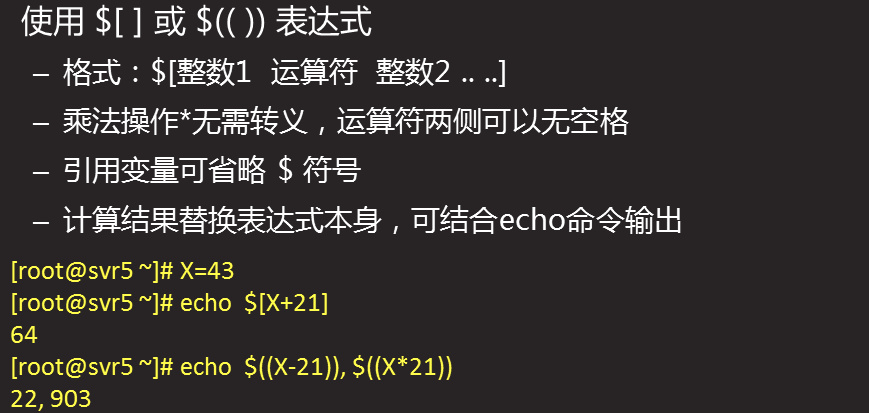 使用 $[ ] 或 $(( )) 表达式
– 格式：$[整数1 运算符 整数2 .. ..]
– 乘法操作*无需转义，运算符两侧可以无空格
– 引用变量可省略 $ 符号
– 计算结果替换表达式本身，可结合echo命令输出
[root@svr5 ~]# X=43
[root@svr5 ~]# echo $[X+21]
64
[root@svr5 ~]# echo $((X-21)), $((X*21))
22, 903